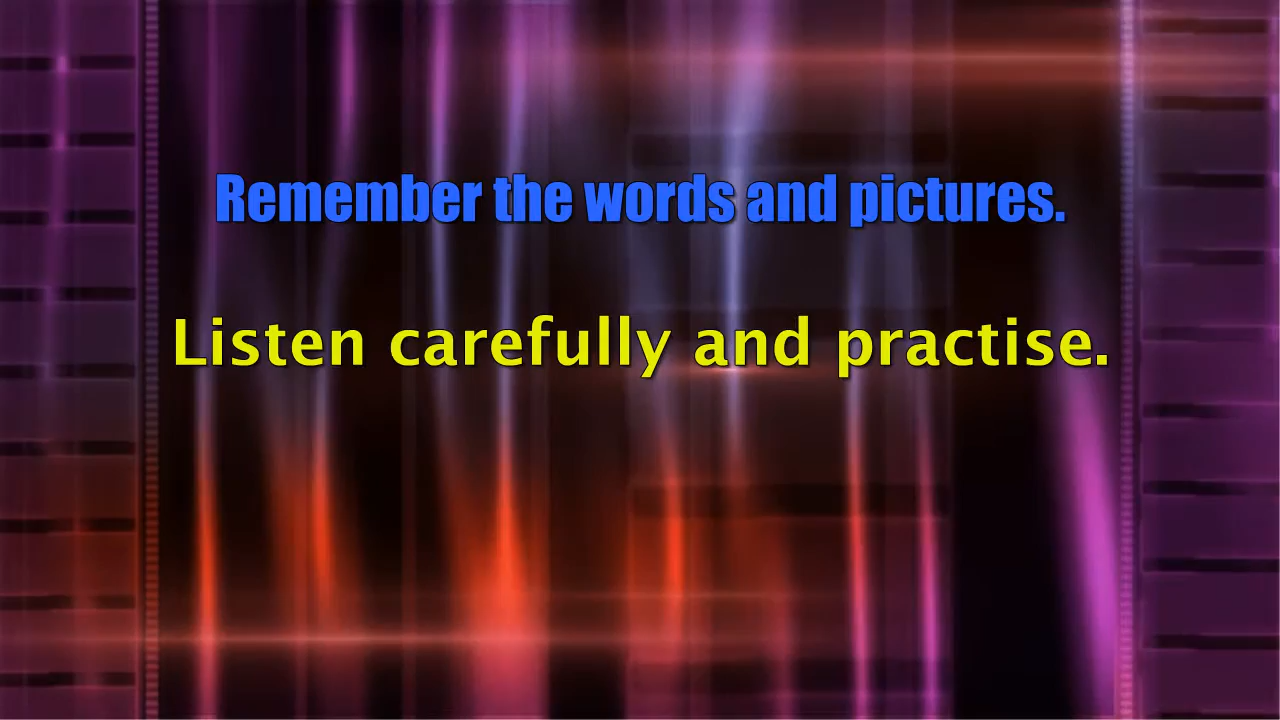 Remember the words and pictures.
Listen carefully and practise.